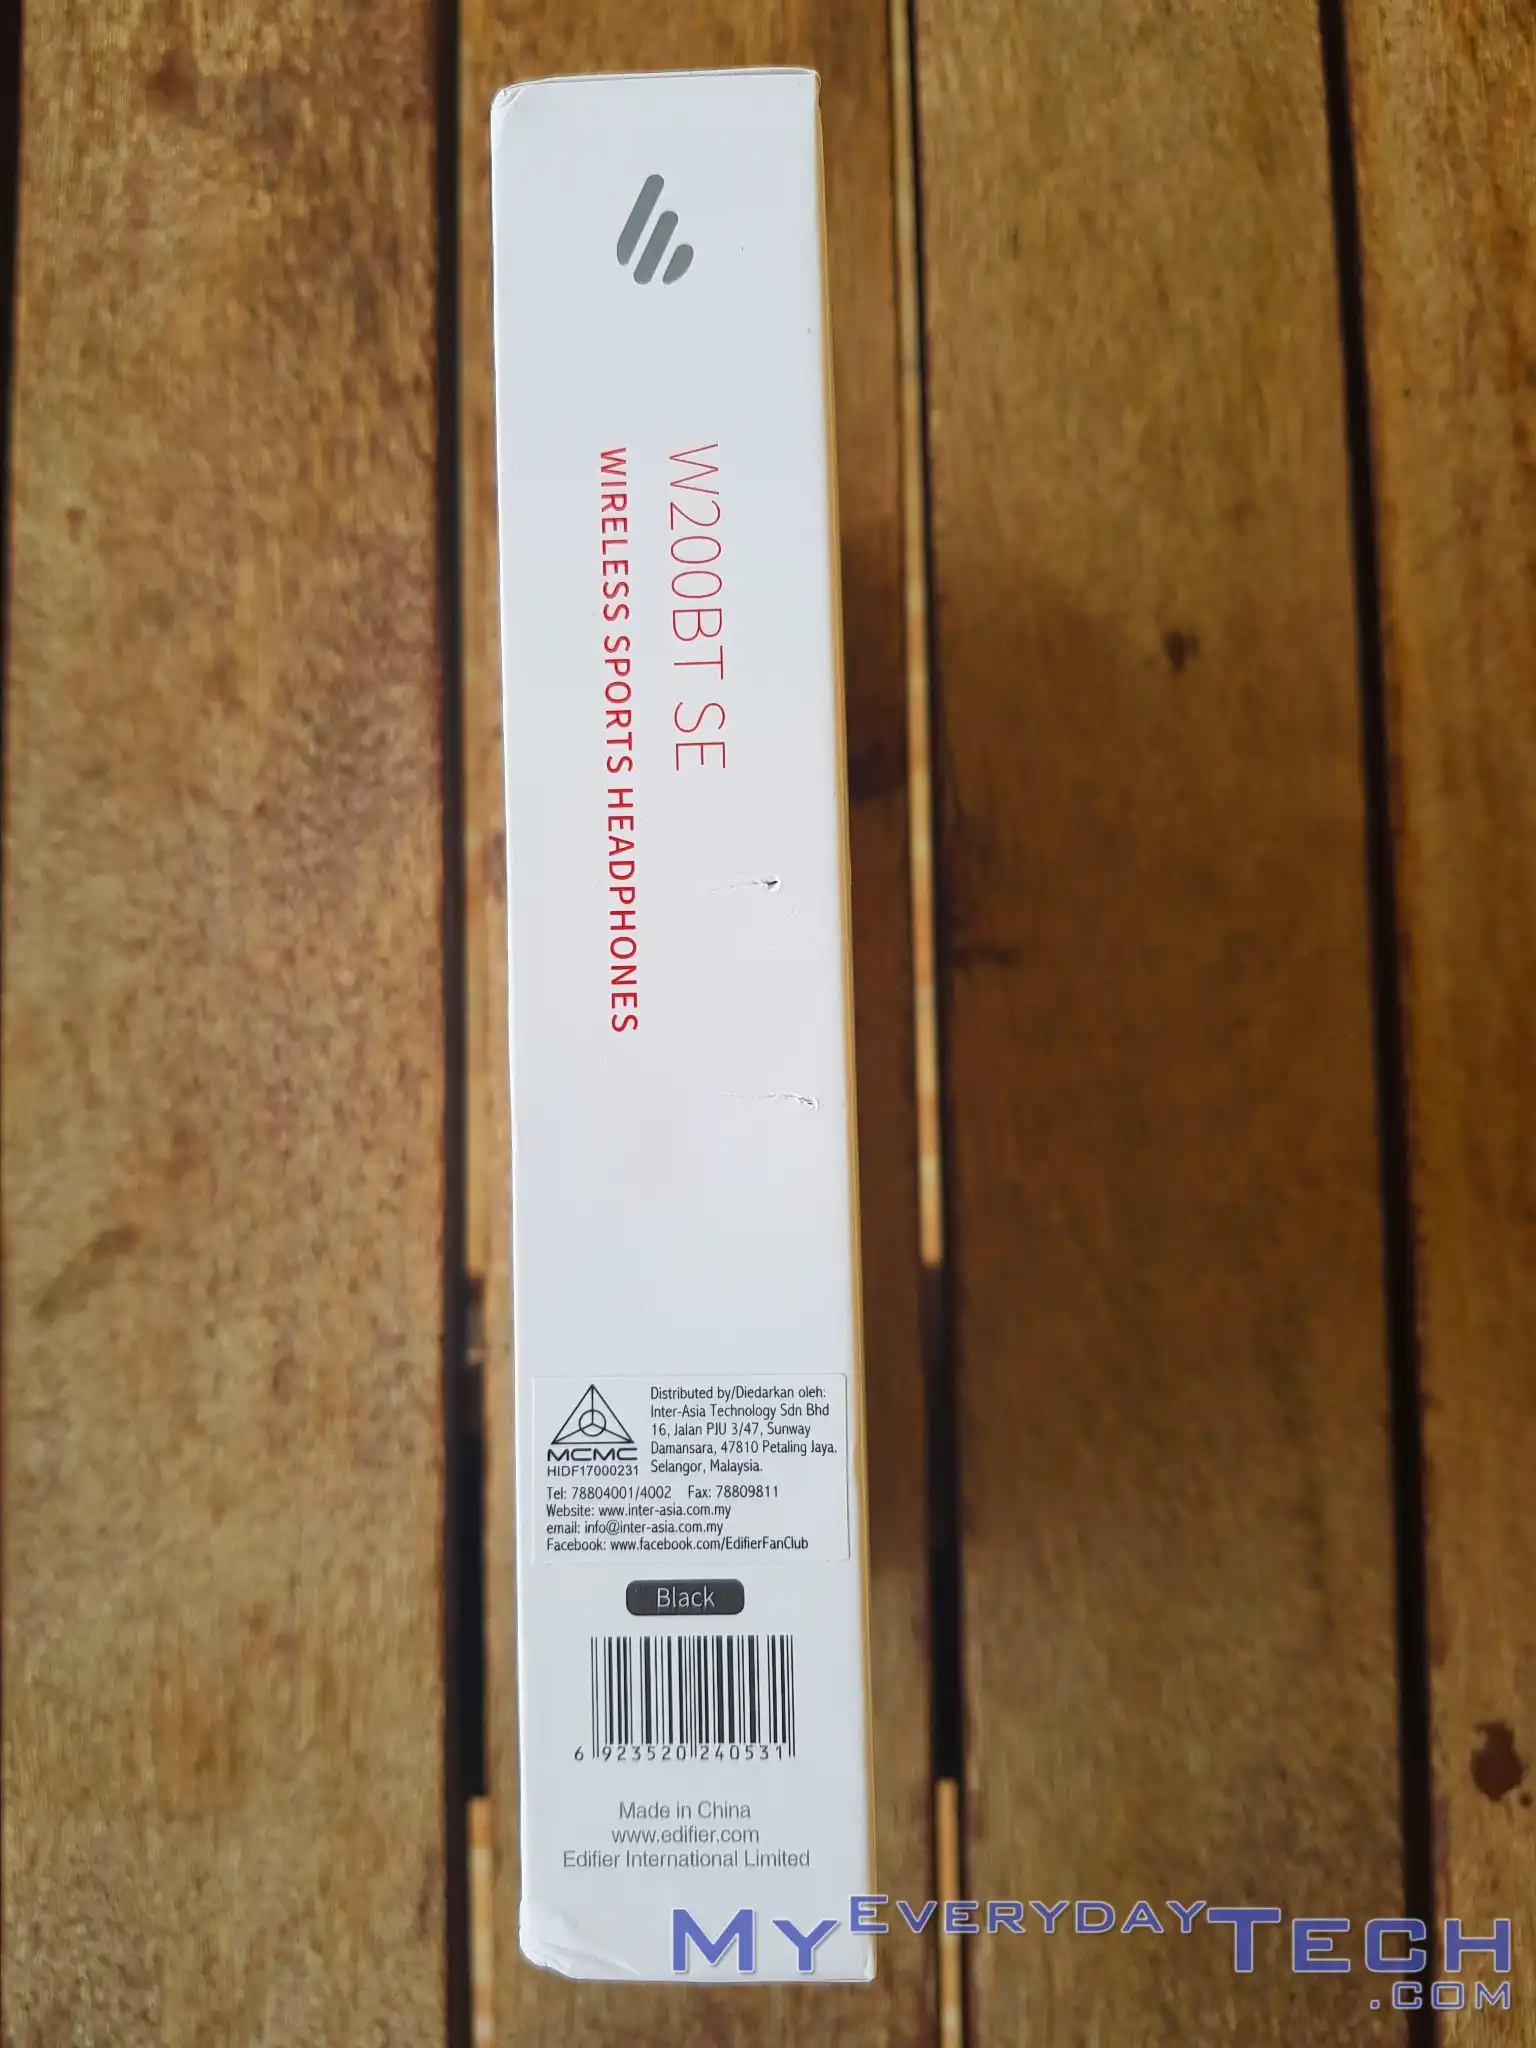 W200BT SE
WIRELESS SPORTS HEADPHONES
MCMC
HIDF17000231
Distributed by/Diedarkan oleh:
Inter-Asia Technology Sdn Bhd
16, Jalan PJU 3/47, Sunway
Damansara, 47810 Petaling Jaya.
Selangor, Malaysia.
Tel: 78804001/4002 Fax: 78809811
Website: www.inter-asia.com.my
email: info@inter-asia.com.my
Facebook: www.facebook.com/EdifierFanClub
Black
6 923520 240531
Made in China
www.edifier.com
Edifier International Limited
MYEVERYDAYTECH
.COM